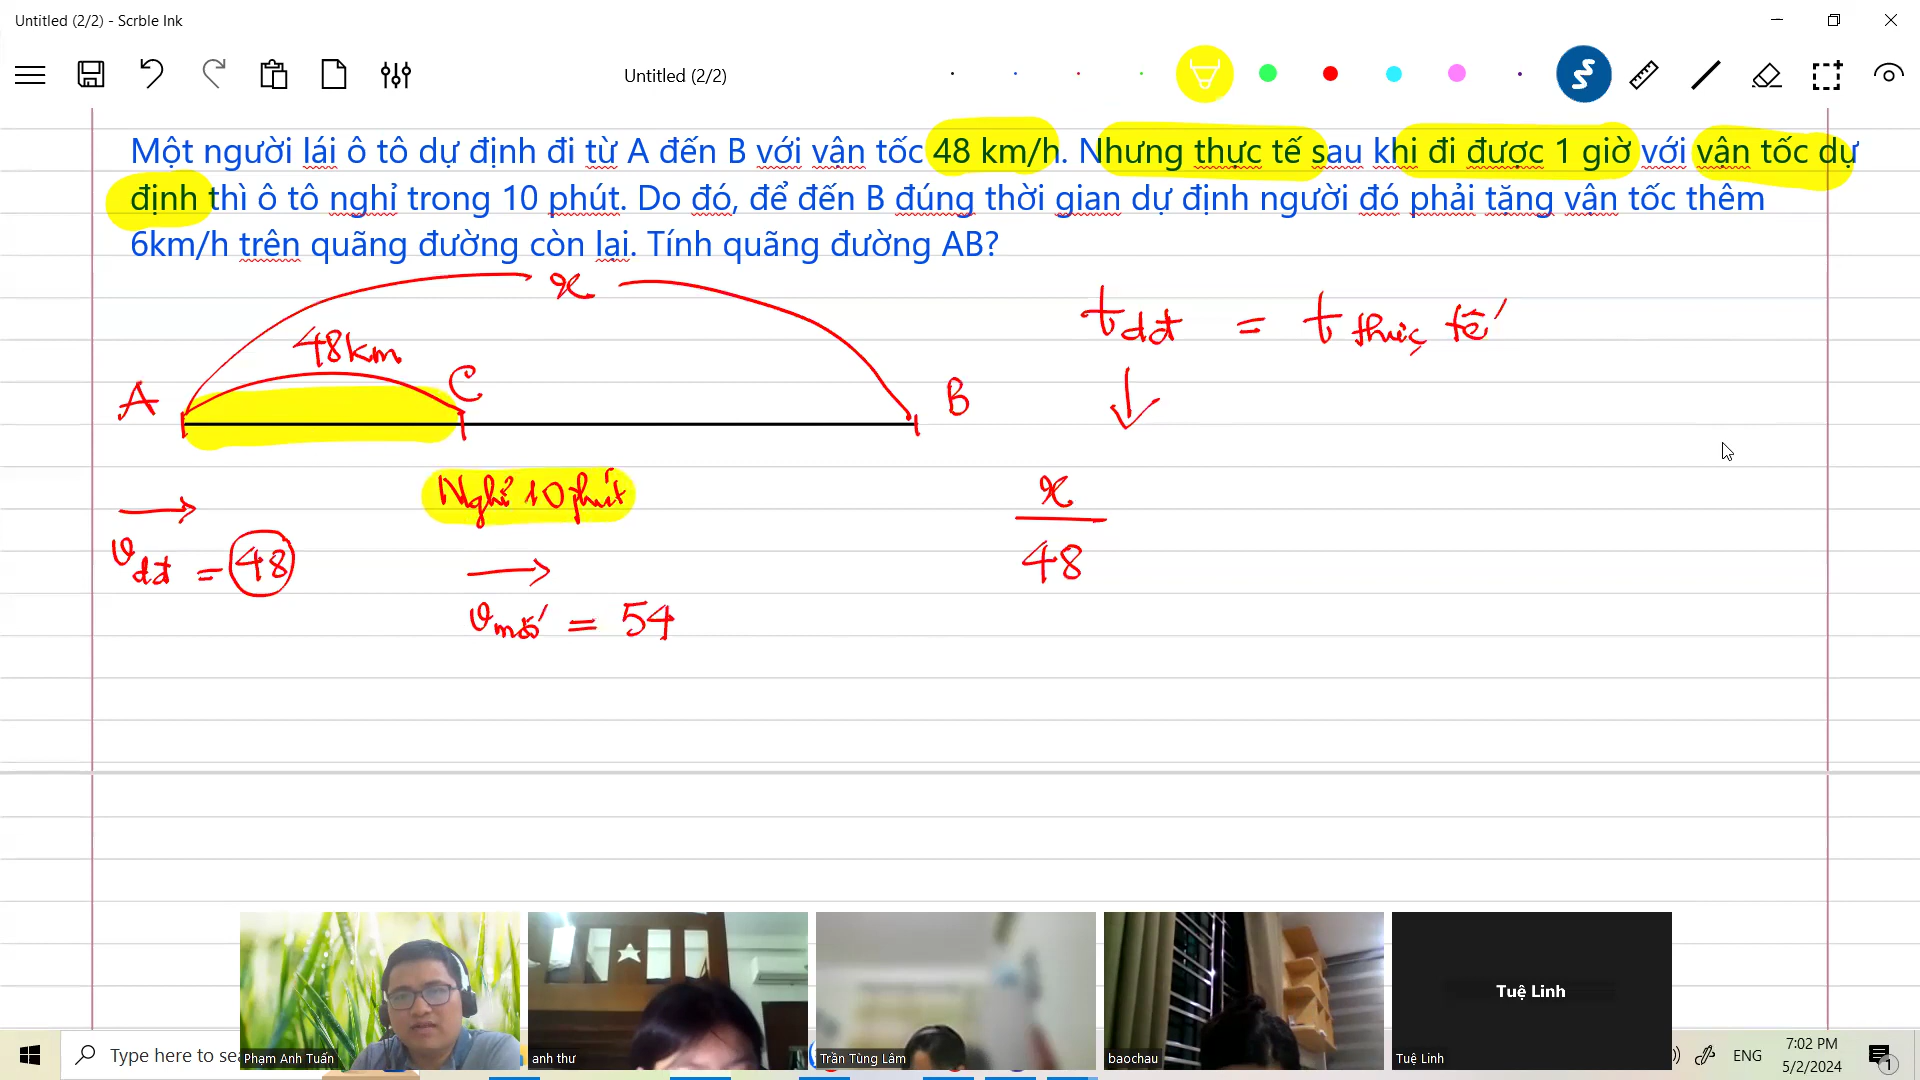 Untitled (2/2) - Scrble Ink
Untitled (2/2)
Một người lái ô tô dự định đi từ A đến B với vận tốc 48 km/h. Nhưng thực tế sau khi đi được 1 giờ với vận tốc dự
định thì ô tô nghỉ trong 10 phút. Do đó, để đến B đúng thời gian dự định người đó phải tăng vận tốc thêm
6km/h trên quãng đường còn lại. Tính quãng đường AB?
x
48km
A C B
t dđ = t thực tế
Nghỉ 10 phút
v dđ = 48
v mới = 54
x
48
Phạm Anh Tuấn
anh thư
Trần Tùng Lâm
baochau
Tuệ Linh
Tuệ Linh
Type here to se
ENG
7:02 PM
5/2/2024
1